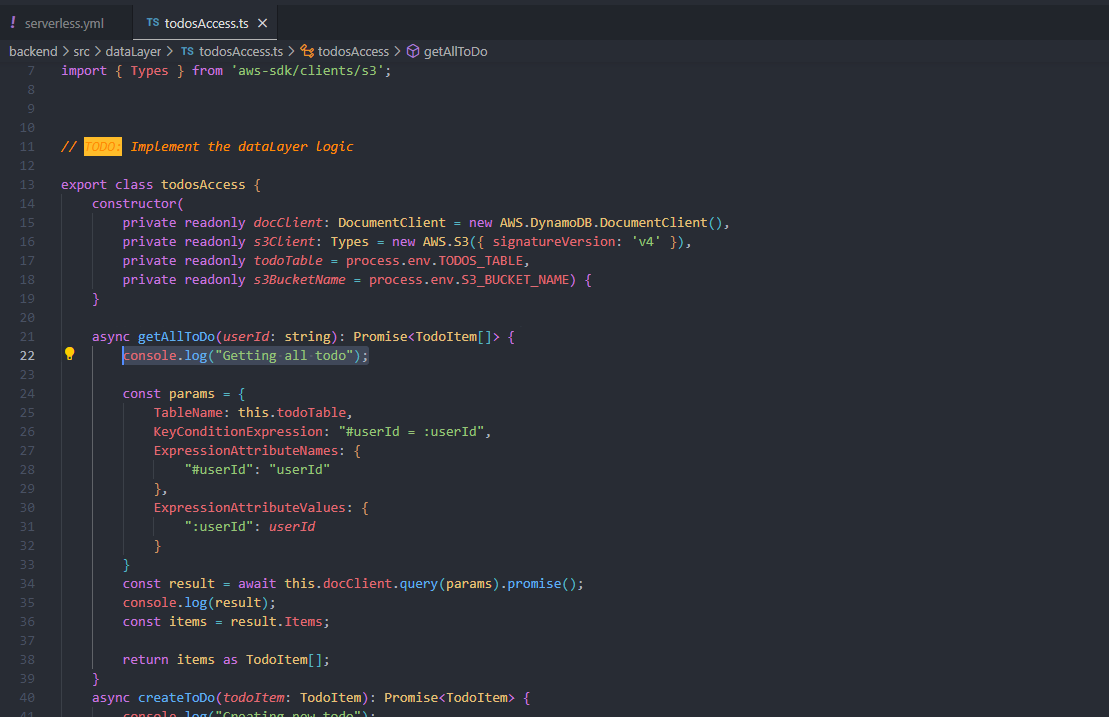 ! serverless.yml TS todosAccess.ts ×
backend > src > dataLayer > TS todosAccess.ts > todosAccess > getAllToDo
7 import { Types } from 'aws-sdk/clients/s3';
8
9
10
11 // TODO: Implement the dataLayer logic
12
13 export class todosAccess {
14 constructor(
15 private readonly docClient: DocumentClient = new AWS.DynamoDB.DocumentClient(),
16 private readonly s3Client: Types = new AWS.S3({ signatureVersion: 'v4' }),
17 private readonly todoTable = process.env.TODOS_TABLE,
18 private readonly s3BucketName = process.env.S3_BUCKET_NAME) {
19 }
20
21 async getAllToDo(userId: string): Promise<TodoItem[]> {
22 console.log("Getting all todo");
23
24 const params = {
25 TableName: this.todoTable,
26 KeyConditionExpression: "#userId = :userId",
27 ExpressionAttributeNames: {
28 "#userId": "userId"
29 },
30 ExpressionAttributeValues: {
31 ":userId": userId
32 }
33 }
34 const result = await this.docClient.query(params).promise();
35 console.log(result);
36 const items = result.Items;
37
38 return items as TodoItem[];
39 }
40 async createToDo(todoItem: TodoItem): Promise<TodoItem> {
41 console.log("Creating new todo");